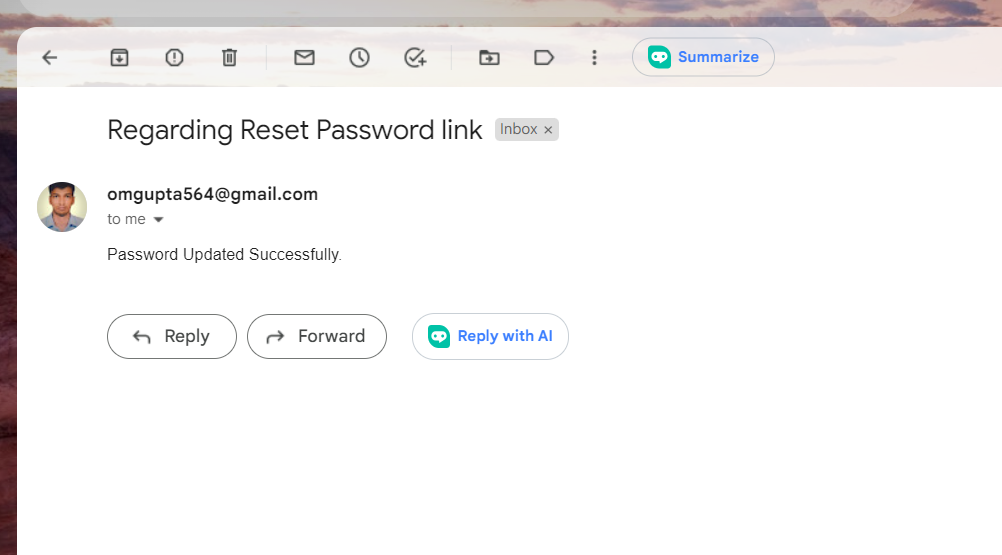 Summarize
Regarding Reset Password link Inbox ×
omgupta564@gmail.com
to me
Password Updated Successfully.
Reply Forward Reply with AI